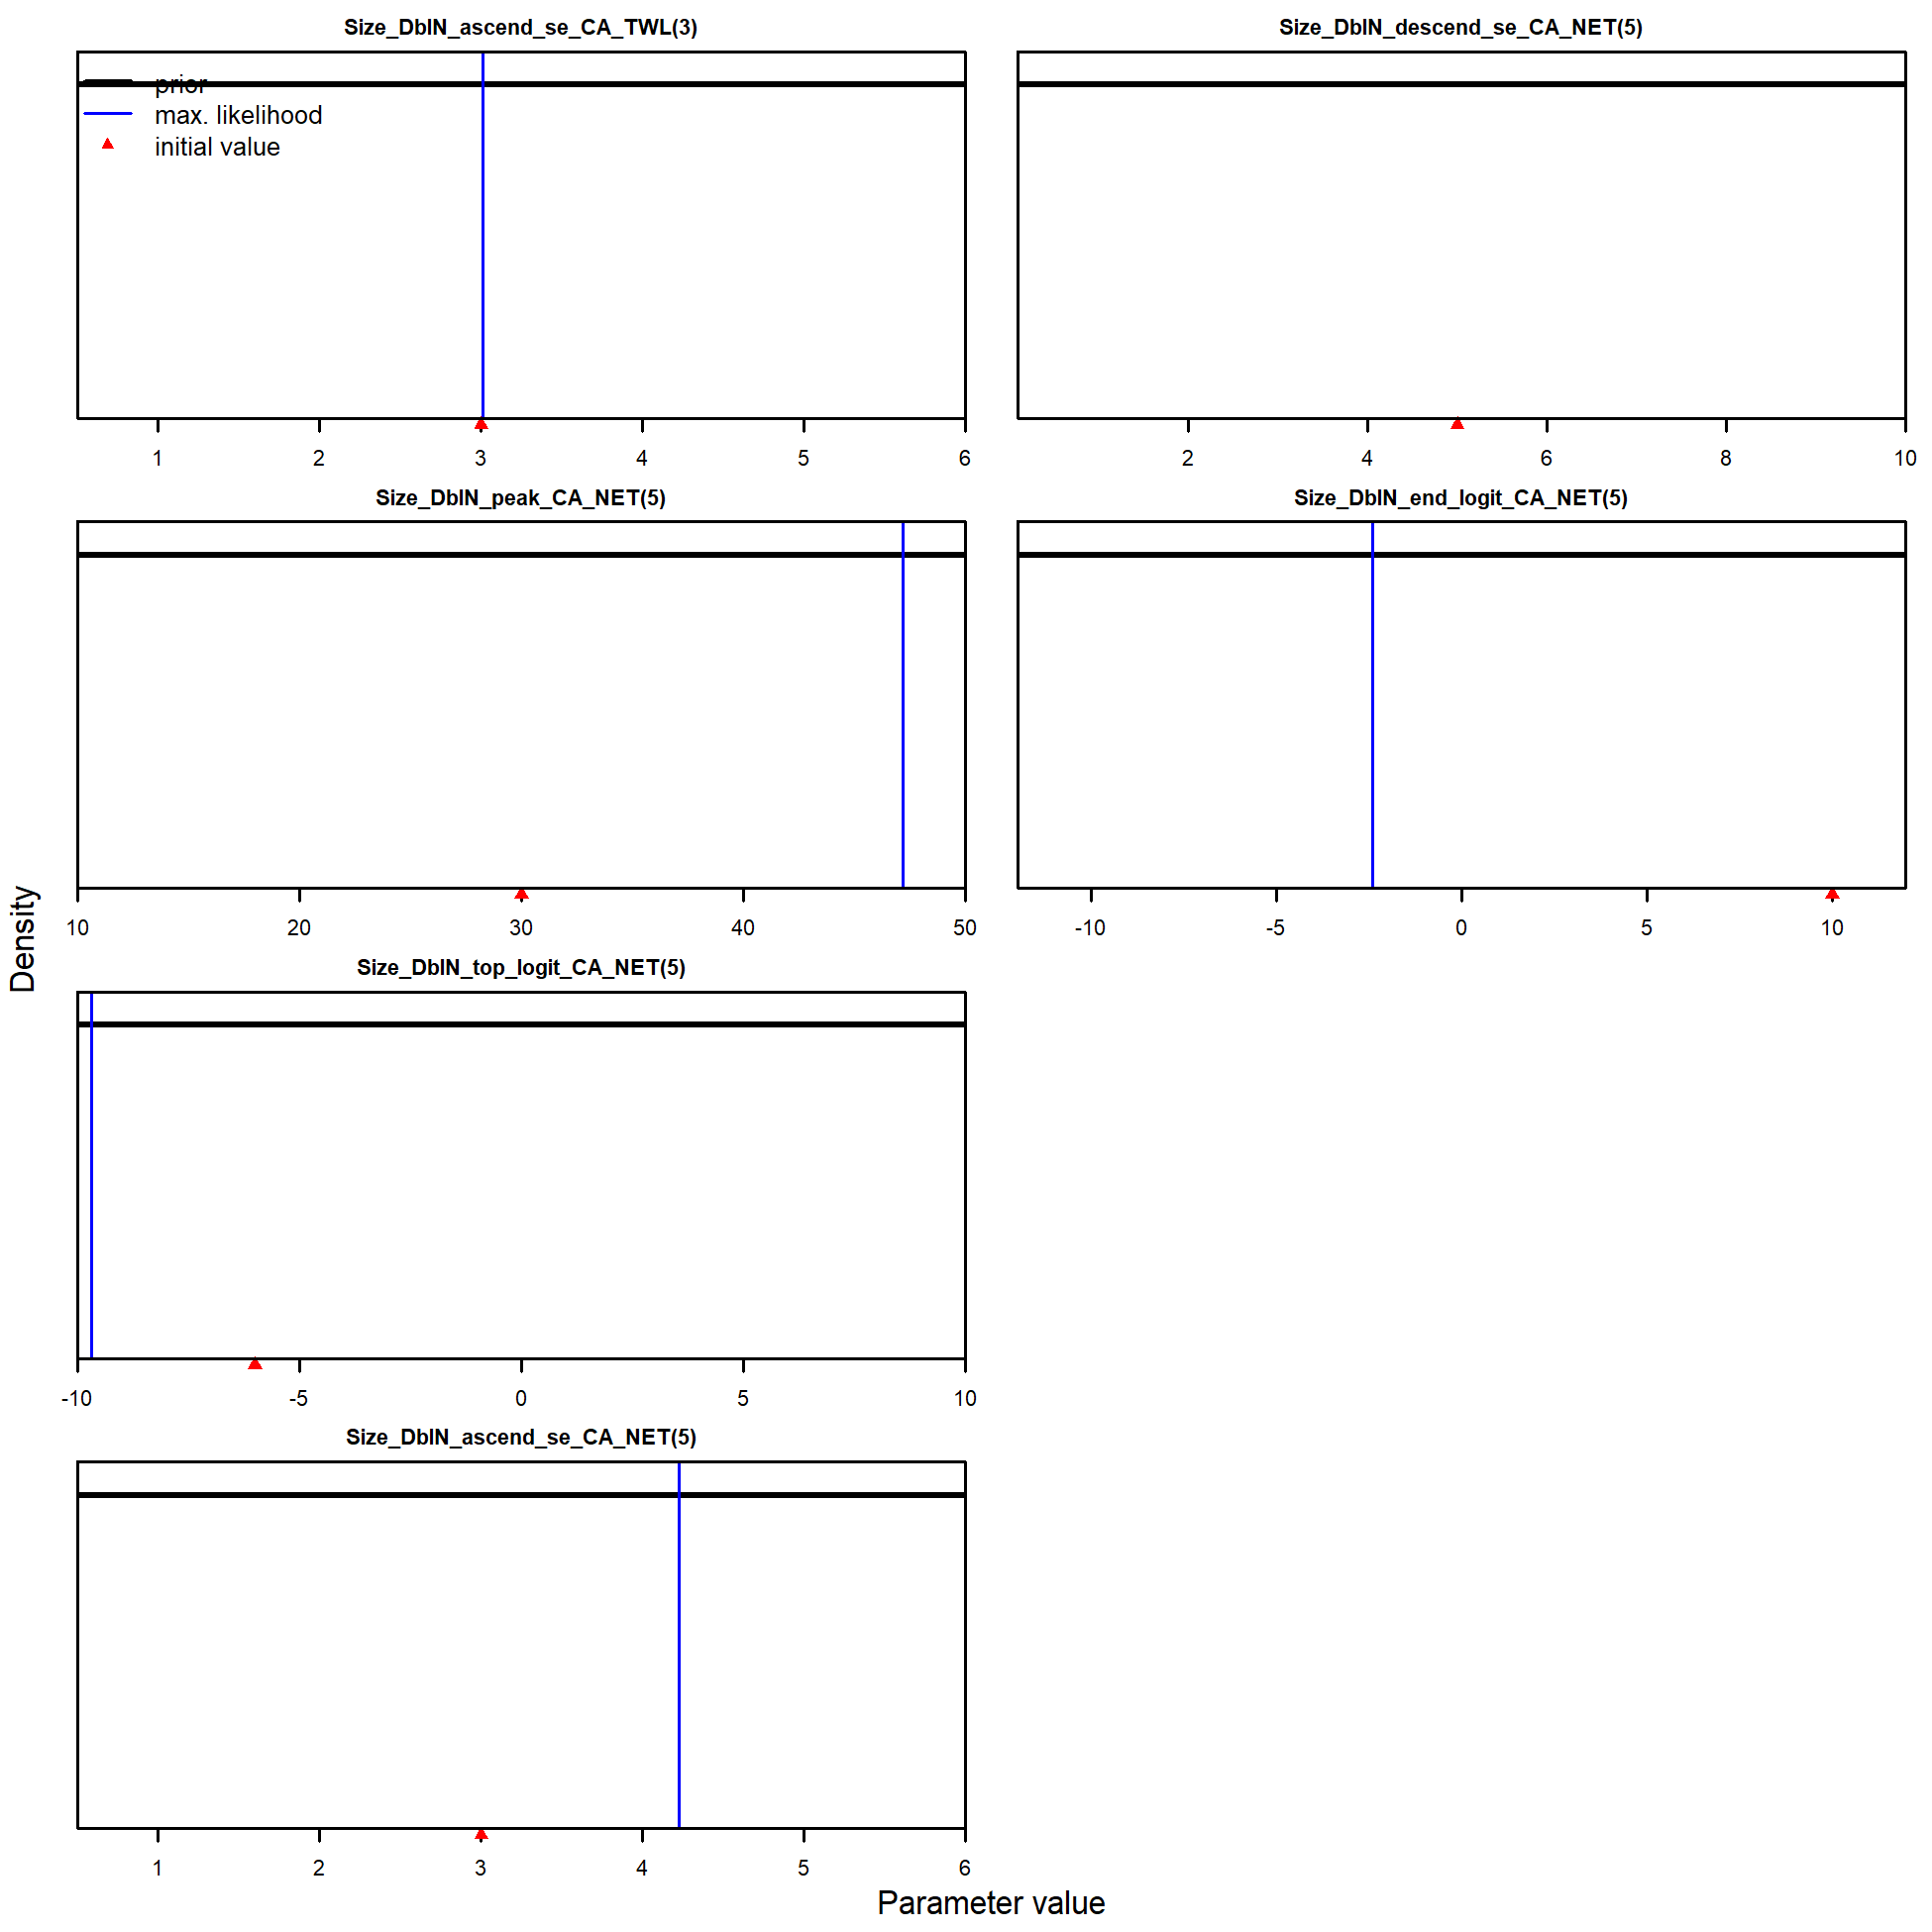 Size_DblN_ascend_se_CA_TWL(3)
prior
max. likelihood
initial value
1 2 3 4 5 6
Size_DblN_descend_se_CA_NET(5)
2 4 6 8 10
Size_DblN_peak_CA_NET(5)
10 20 30 40 50
Size_DblN_end_logit_CA_NET(5)
-10 -5 0 5 10
Size_DblN_top_logit_CA_NET(5)
-10 -5 0 5 10
Size_DblN_ascend_se_CA_NET(5)
1 2 3 4 5 6
Density
Parameter value